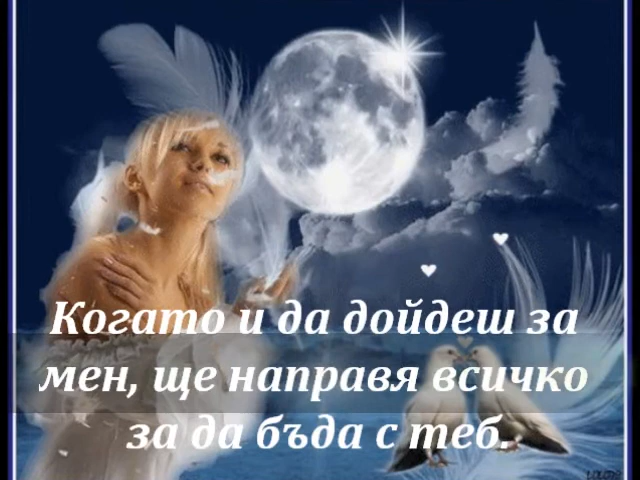 Когато и да дойдеш за
мен, ще направя всичко
за да бъда с теб.